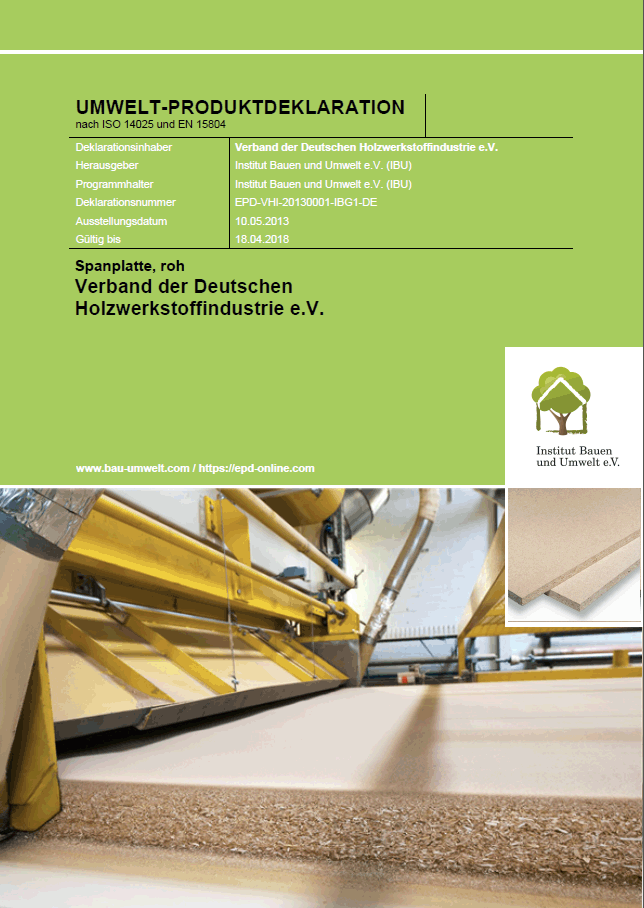 UMWELT-PRODUKTDEKLARATION
nach ISO 14025 und EN 15804
Deklarationsinhaber Verband der Deutschen Holzwerkstoffindustrie e.V.
Herausgeber Institut Bauen und Umwelt e.V. (IBU)
Programmhalter Institut Bauen und Umwelt e.V. (IBU)
Deklarationsnummer EPD-VHI-20130001-IBG1-DE
Ausstellungsdatum 10.05.2013
Gültig bis 18.04.2018
Spanplatte, roh
Verband der Deutschen
Holzwerkstoffindustrie e.V.
Institut Bauen
und Umwelt e.V.
www.bau-umwelt.com / https://epd-online.com